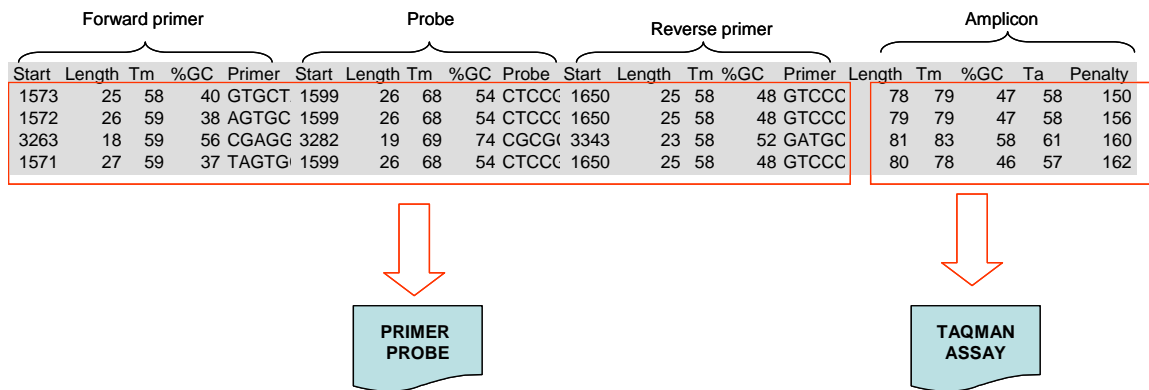 Forward primer Probe Reverse primer Amplicon
Start Length Tm %GC Primer Start Length Tm %GC Probe Start Length Tm %GC Primer Length Tm %GC Ta Penalty
1573 25 58 40 GTGCT 1599 26 68 54 CTCCG 1650 25 58 48 GTCCC 78 79 47 58 150
1572 26 59 38 AGTGC 1599 26 68 54 CTCCG 1650 25 58 48 GTCCC 79 79 47 58 156
3263 18 59 56 CGAGG 3282 19 69 74 CGCGC 3343 23 58 52 GATGC 81 83 58 61 160
1571 27 59 37 TAGTG 1599 26 68 54 CTCCG 1650 25 58 48 GTCCC 80 78 46 57 162
PRIMER
PROBE
TAQMAN
ASSAY